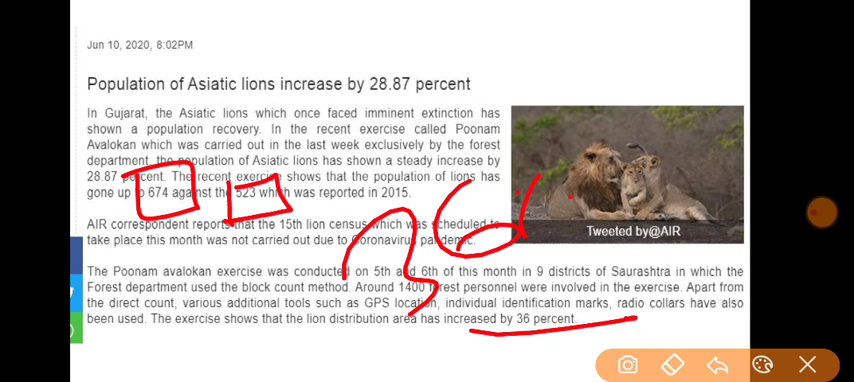 Jun 10, 2020, 8:02PM
Population of Asiatic lions increase by 28.87 percent
In Gujarat, the Asiatic lions which once faced imminent extinction has
shown a population recovery. In the recent exercise called Poonam
Avalokan which was carried out in the last week exclusively by the forest
department, the population of Asiatic lions has shown a steady increase by
28.87 percent. The recent exercise shows that the population of lions has
gone up to 674 against the 523 which was reported in 2015.
Tweeted by@AIR
AIR correspondent reports that the 15th lion census which was scheduled to
take place this month was not carried out due to Coronavirus pandemic.
The Poonam avalokan exercise was conducted on 5th and 6th of this month in 9 districts of Saurashtra in which the
Forest department used the block count method. Around 1400 forest personnel were involved in the exercise. Apart from
the direct count, various additional tools such as GPS location, individual identification marks, radio collars have also
been used. The exercise shows that the lion distribution area has increased by 36 percent.